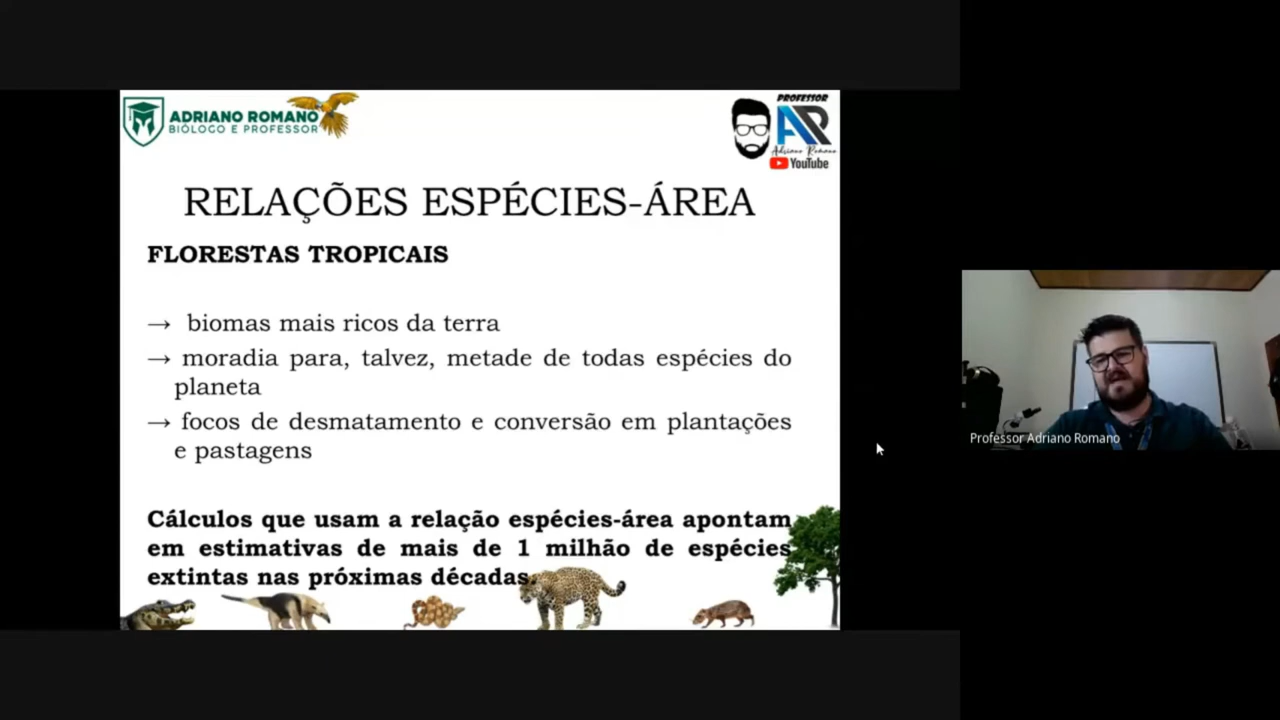 ADRIANO ROMANO
BIÓLOGO E PROFESSOR
PROFESSOR
AR
Adriano Romano
YouTube
RELAÇÕES ESPÉCIES-ÁREA
FLORESTAS TROPICAIS
→ biomas mais ricos da terra
→ moradia para, talvez, metade de todas espécies do
planeta
→ focos de desmatamento e conversão em plantações
e pastagens
Cálculos que usam a relação espécies-área apontam
em estimativas de mais de 1 milhão de espécies
extintas nas próximas décadas.
Professor Adriano Romano